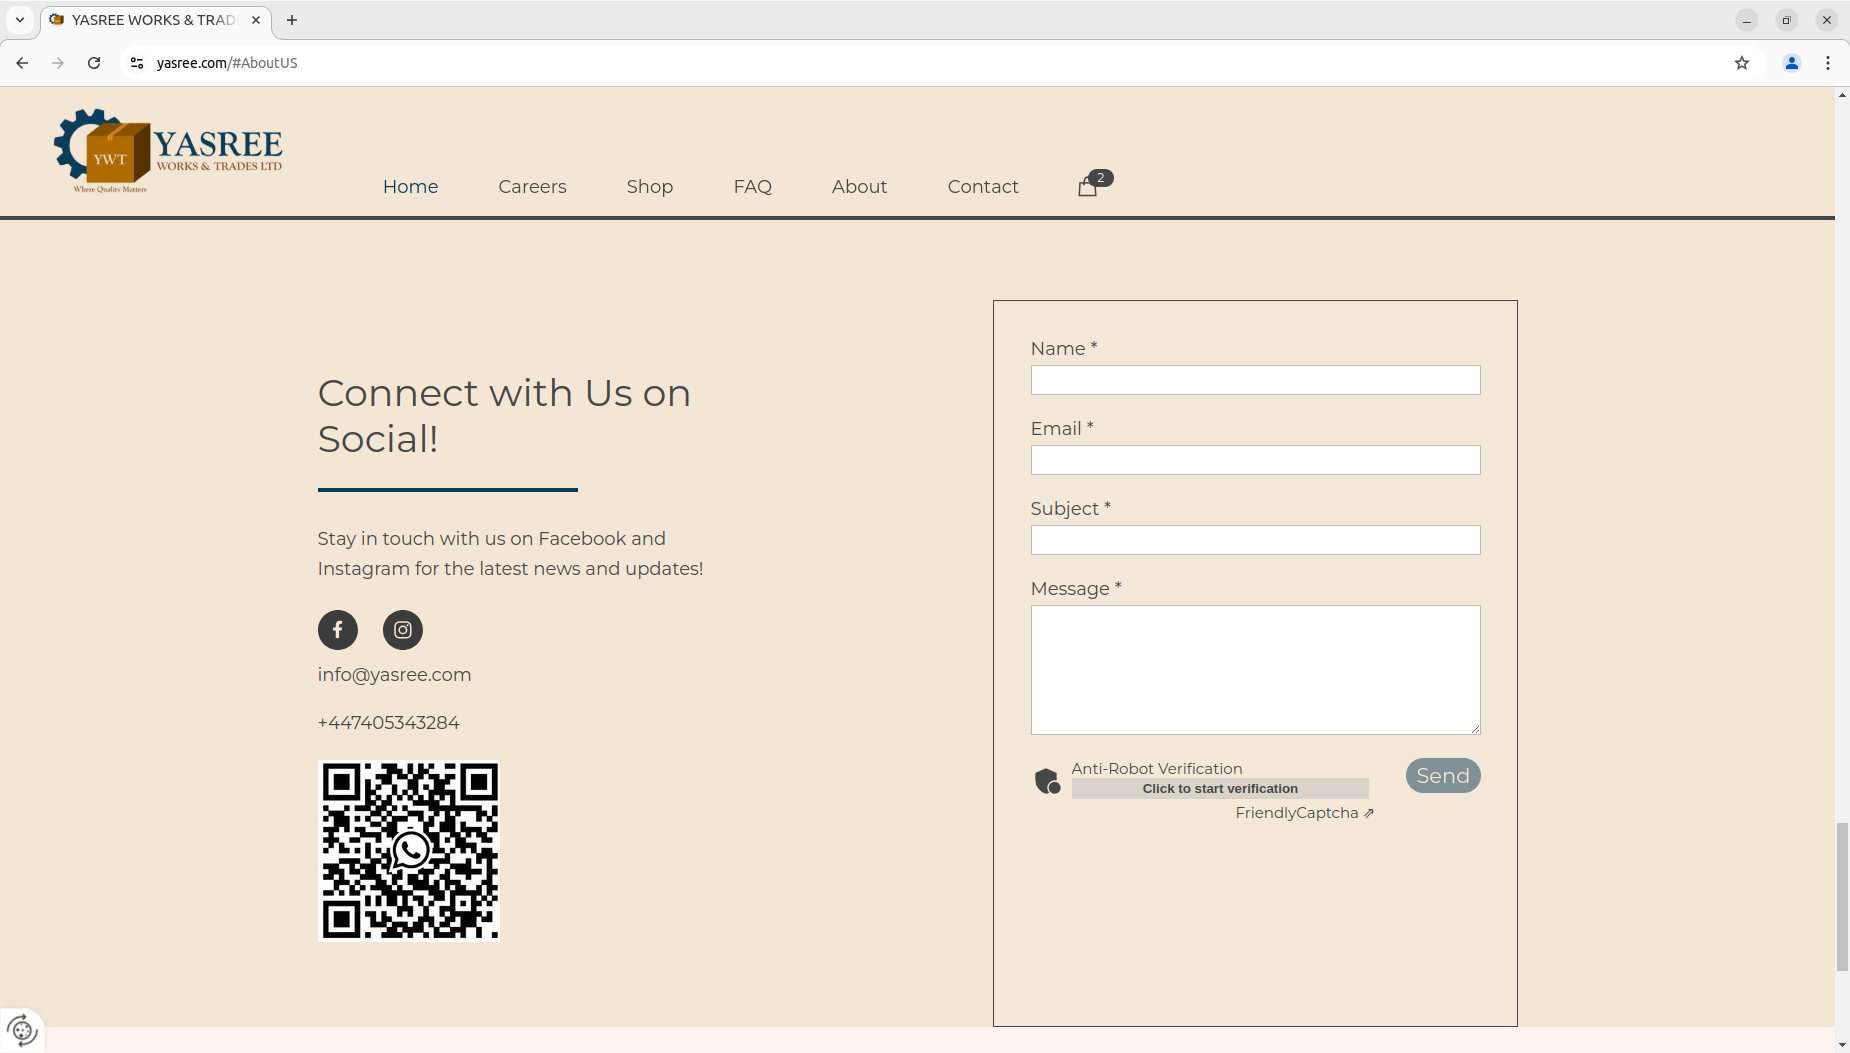 YASREE WORKS & TRAD
yasree.com/#AboutUS
YWT
YASREE
WORKS & TRADES LTD
Where Quality Matters
Home
Careers
Shop
FAQ
About
Contact
2
Connect with Us on
Social!
Stay in touch with us on Facebook and
Instagram for the latest news and updates!
info@yasree.com
+447405343284
Name *
Email *
Subject *
Message *
Anti-Robot Verification
Click to start verification
FriendlyCaptcha ⇗
Send